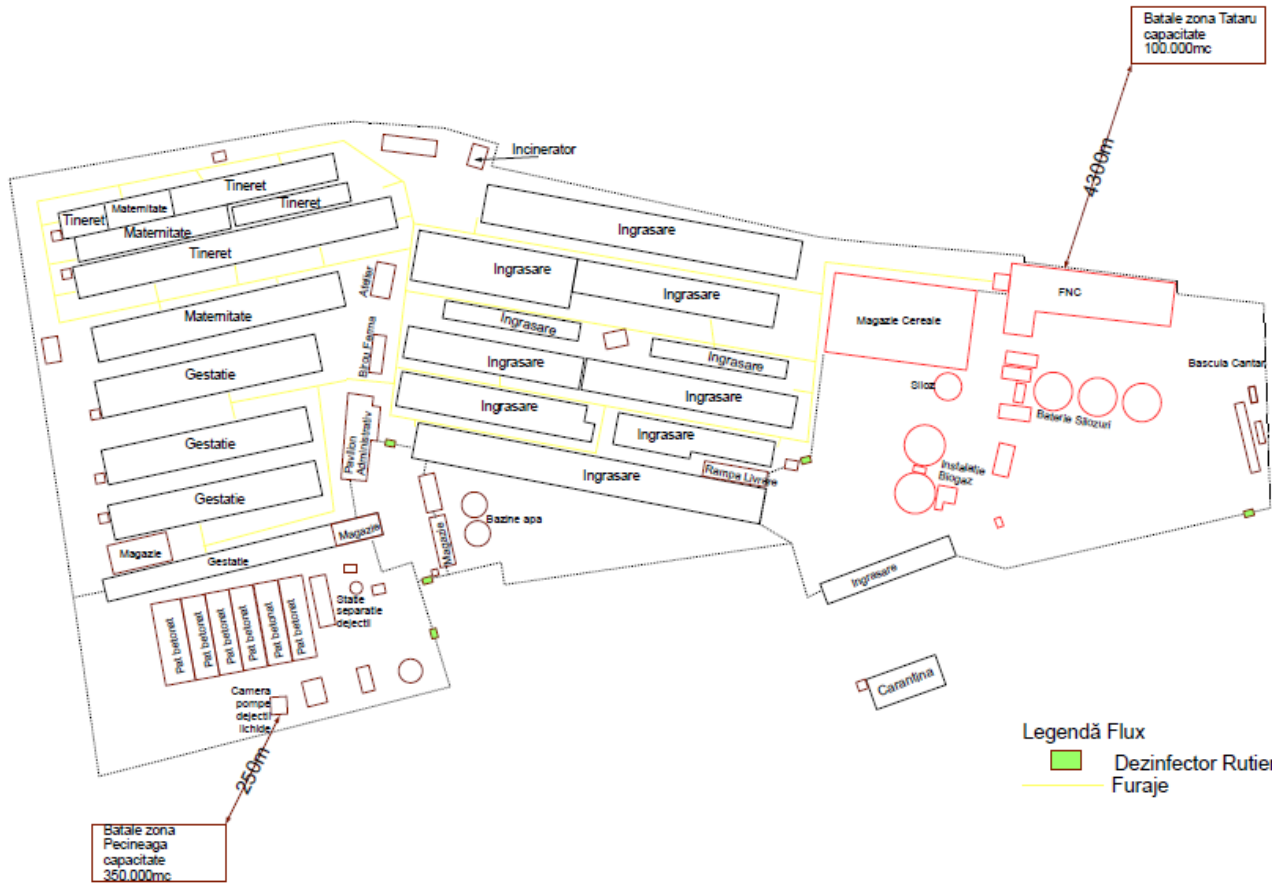 Batale zona Tataru
capacitate
100.000mc
4300m
Incinerator
Tineret
Tineret
Maternitate
Tineret
Maternitate
Tineret
Maternitate
Gestatie
Gestatie
Gestatie
Magazie
Gestatie
Magazie
Atelier
Birou Ferma
Pavilion
Administrativ
Ingrasare
Ingrasare
Ingrasare
Ingrasare
Ingrasare
Ingrasare
Ingrasare
Ingrasare
Ingrasare
Ingrasare
Rampa Livrare
Magazie
Bazine apa
Magazie Cereale
FNC
Siloz
Baterie Silozuri
Bascula Cantar
Instalatie
Biogaz
Ingrasare
Carantina
Pat betonat
Pat betonat
Pat betonat
Pat betonat
Pat betonat
Pat betonat
Statie
separatie
dejectii
Camera
pompe
dejectii
lichide
250m
Batale zona
Pecineaga
capacitate
350.000mc
Legendă Flux
Dezinfector Rutier
Furaje